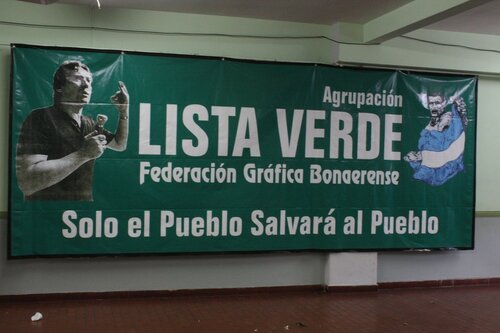 Agrupación
LISTA VERDE
Federación Gráfica Bonaerense
Solo el Pueblo Salvará al Pueblo